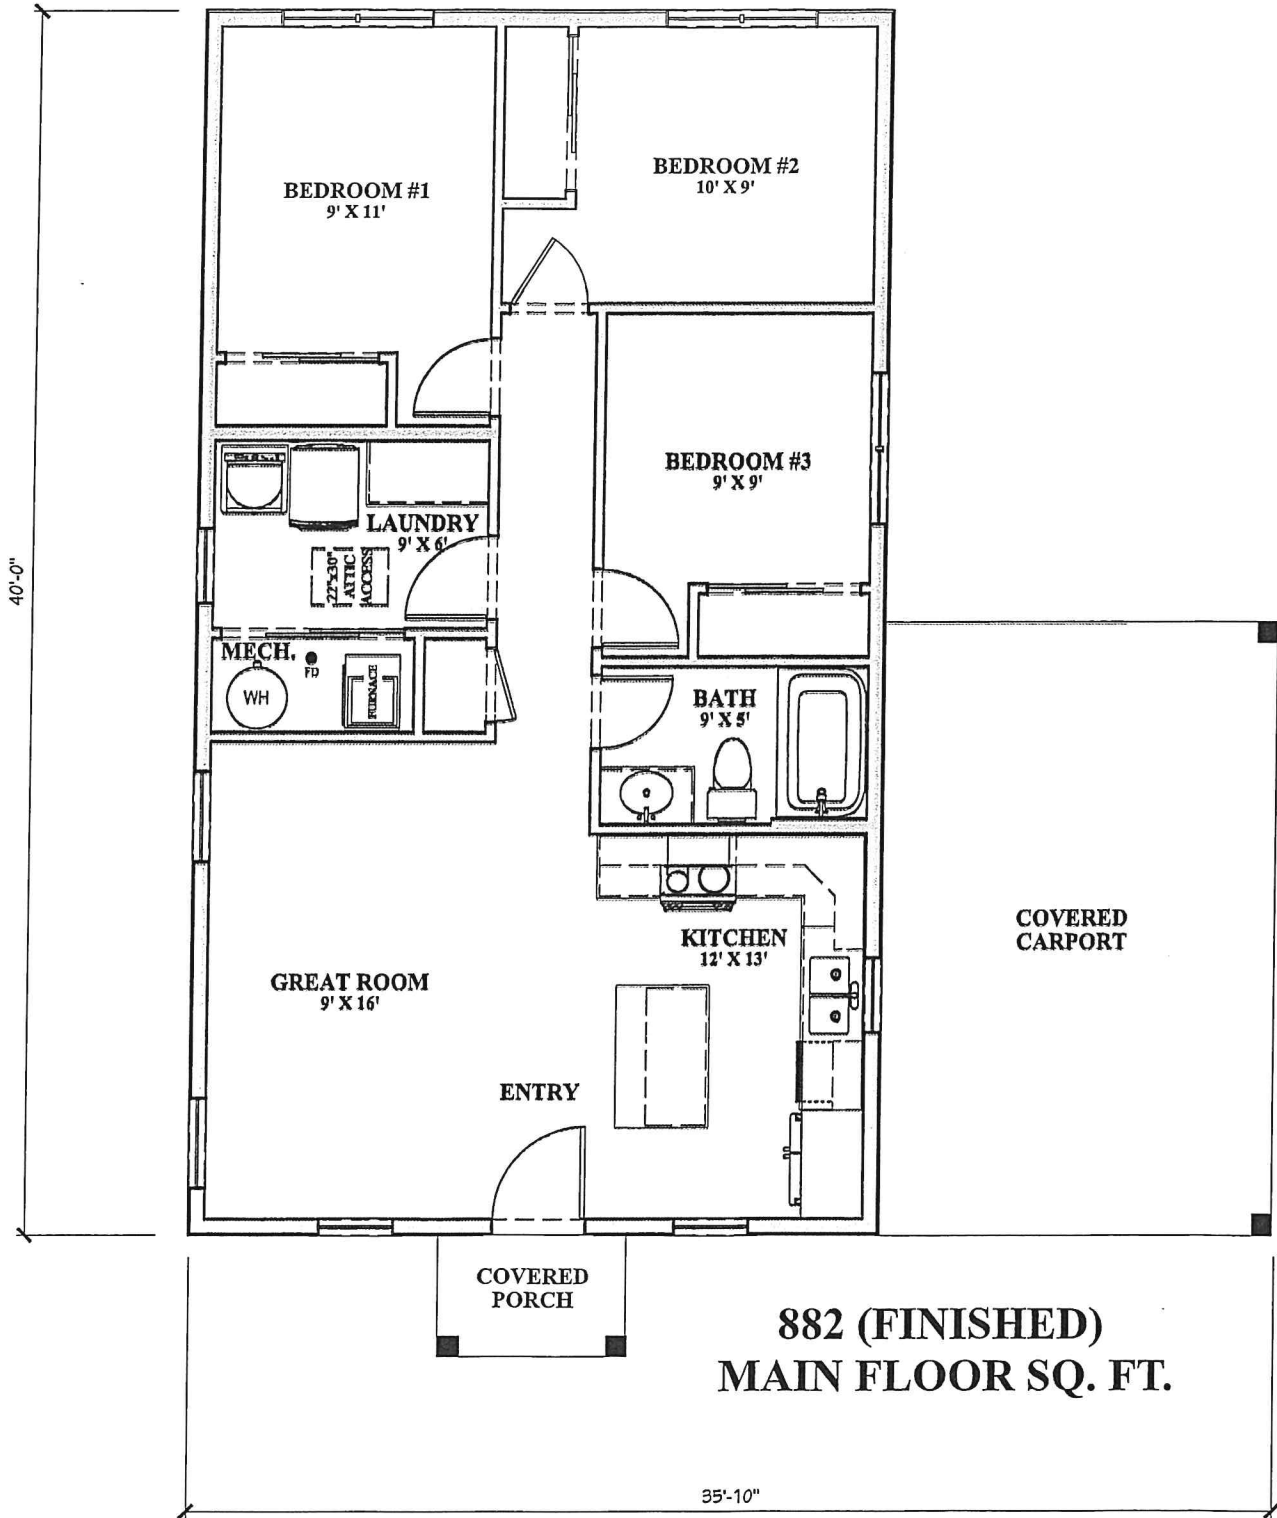 BEDROOM #1
9' X 11'
BEDROOM #2
10' X 9'
BEDROOM #3
9' X 9'
LAUNDRY
9' X 6'
22"x30"
ATTIC
ACCESS
40'-0"
MECH.
FD
WH
FURNACE
BATH
9' X 5'
KITCHEN
12' X 13'
COVERED
CARPORT
GREAT ROOM
9' X 16'
ENTRY
COVERED
PORCH
882 (FINISHED)
MAIN FLOOR SQ. FT.
35'-10"